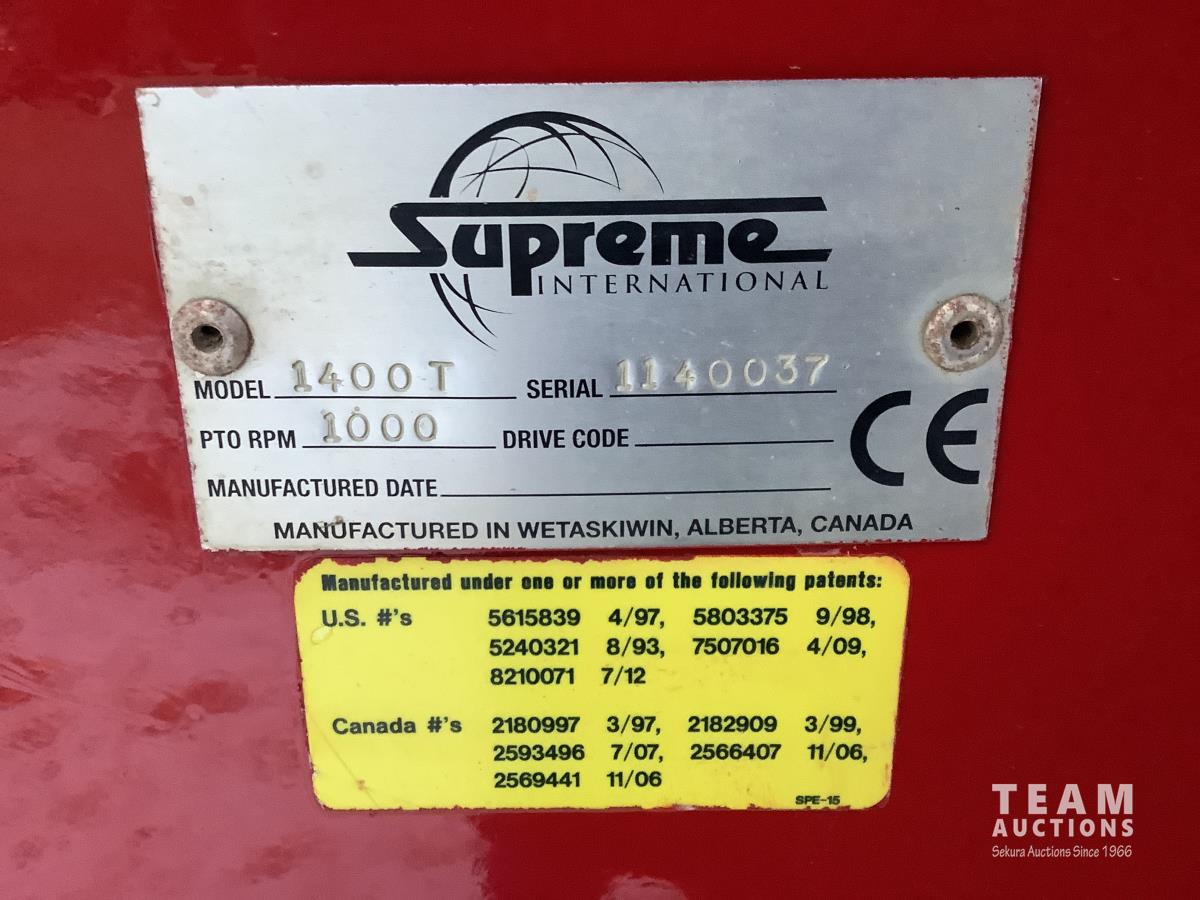 Supreme
INTERNATIONAL
MODEL 1400T SERIAL 1140037
PTO RPM 1000 DRIVE CODE
CE
MANUFACTURED DATE
MANUFACTURED IN WETASKIWIN, ALBERTA, CANADA
Manufactured under one or more of the following patents:
U.S. #'s 5615839 4/97, 5803375 9/98,
5240321 8/93, 7507016 4/09,
8210071 7/12
Canada #'s 2180997 3/97, 2182909 3/99,
2593496 7/07, 2566407 11/06,
2569441 11/06
SPE-15
TEAM
AUCTIONS
Sekura Auctions Since 1966